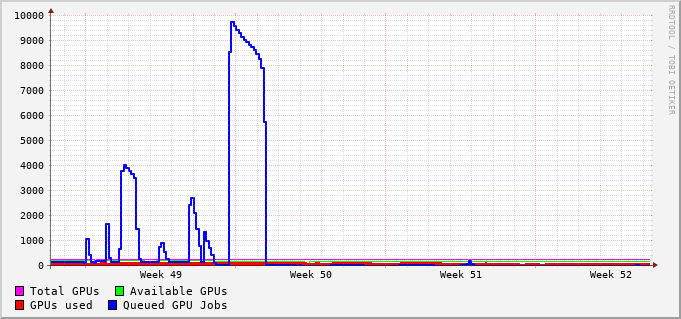 10000
9000
8000
7000
6000
5000
4000
3000
2000
1000
0
Week 49 Week 50 Week 51 Week 52
Total GPUs Available GPUs
GPUs used Queued GPU Jobs
RRDTOOL / TOBI OETIKER